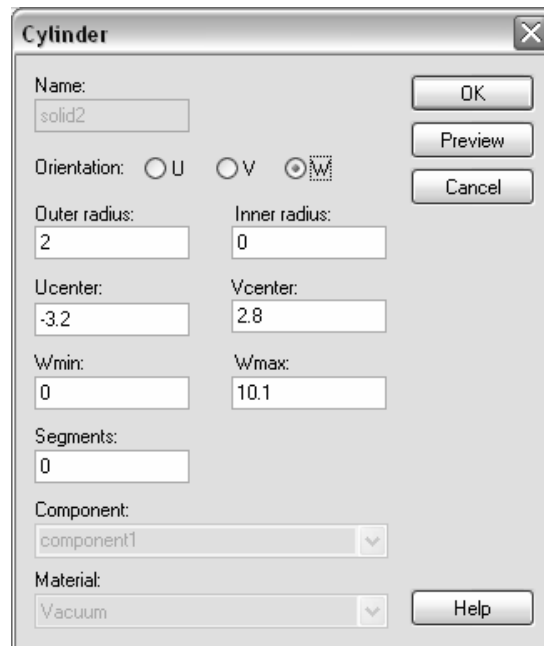 Cylinder
Name:
solid2
OK
Preview
Cancel
Orientation: U V W
Outer radius: Inner radius:
2 0
Ucenter: Vcenter:
-3.2 2.8
Wmin: Wmax:
0 10.1
Segments:
0
Component:
component1
Material:
Vacuum
Help